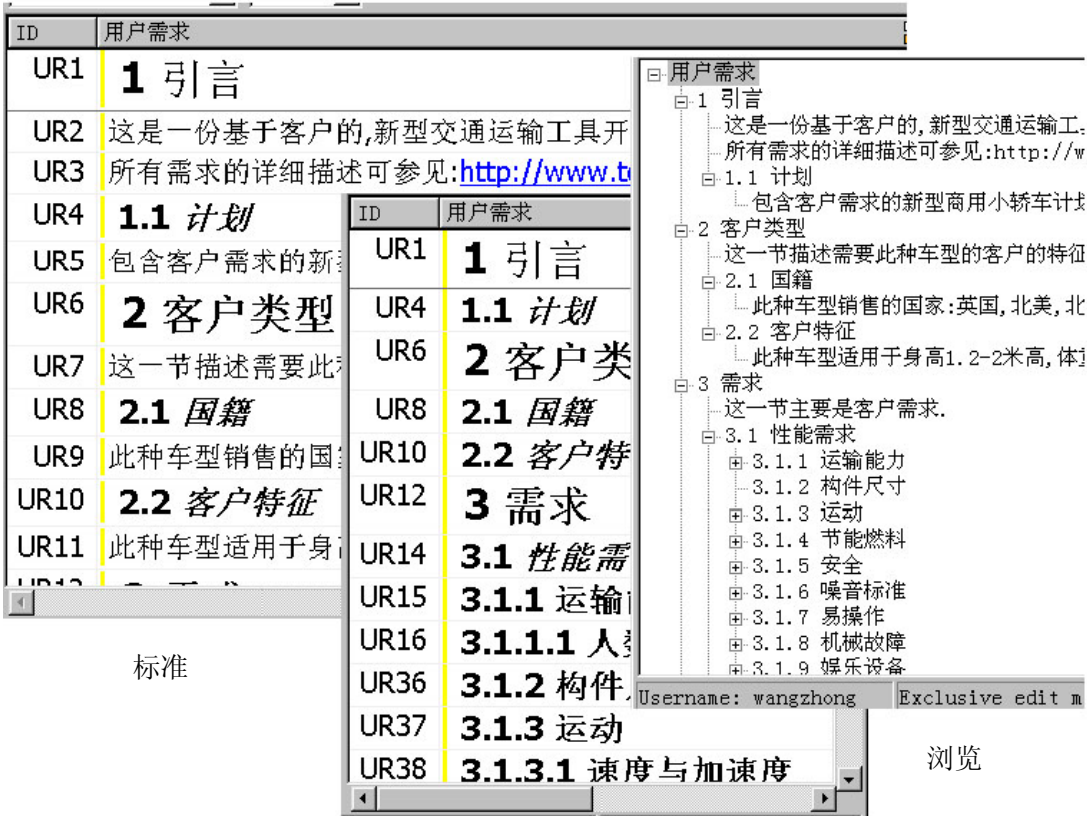 ID 用户需求
UR1 1 引言
UR2 这是一份基于客户的,新型交通运输工具开
UR3 所有需求的详细描述可参见:http://www.t
UR4 1.1 计划
UR5 包含客户需求的新
UR6 2 客户类型
UR7 这一节描述需要此
UR8 2.1 国籍
UR9 此种车型销售的国
UR10 2.2 客户特征
UR11 此种车型适用于身
标准
ID 用户需求
UR1 1 引言
UR4 1.1 计划
UR6 2 客户类
UR8 2.1 国籍
UR10 2.2 客户特
UR12 3 需求
UR14 3.1 性能需
UR15 3.1.1 运输
UR16 3.1.1.1 人
UR36 3.1.2 构件
UR37 3.1.3 运动
UR38 3.1.3.1 速度与加速度
用户需求
1 引言
这是一份基于客户的,新型交通运输工
所有需求的详细描述可参见:http://w
1.1 计划
包含客户需求的新型商用小轿车计划
2 客户类型
这一节描述需要此种车型的客户的特征
2.1 国籍
此种车型销售的国家:英国,北美,北
2.2 客户特征
此种车型适用于身高1.2-2米高,体
3 需求
这一节主要是客户需求.
3.1 性能需求
3.1.1 运输能力
3.1.2 构件尺寸
3.1.3 运动
3.1.4 节能燃料
3.1.5 安全
3.1.6 噪音标准
3.1.7 易操作
3.1.8 机械故障
3.1.9 娱乐设备
Username: wangzhong Exclusive edit m
浏览